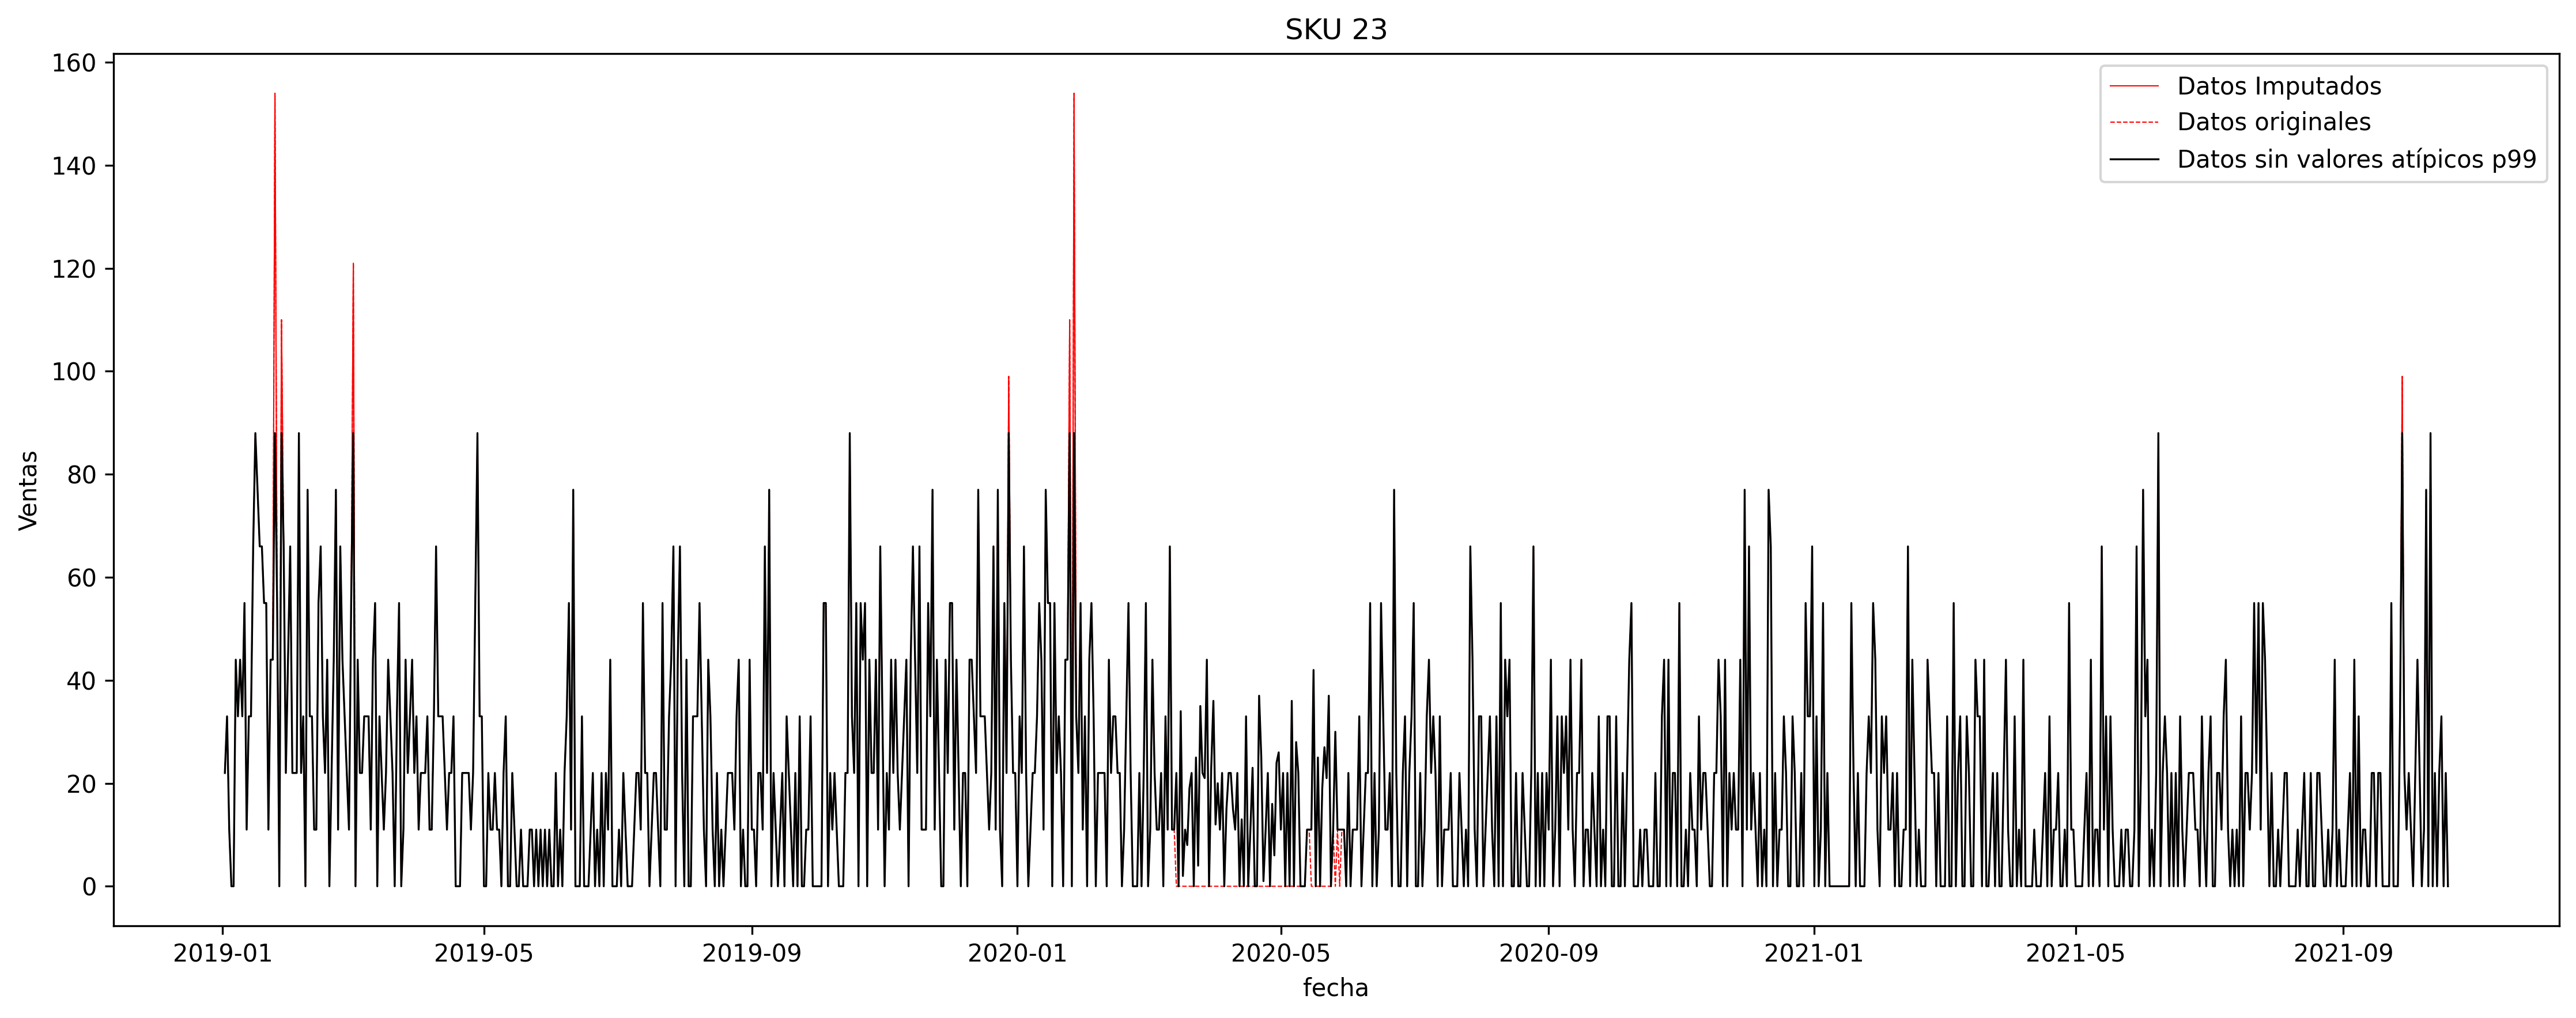 SKU 23
160
140
120
100
80
60
40
20
0
Ventas
Datos Imputados
Datos originales
Datos sin valores atípicos p99
2019-01 2019-05 2019-09 2020-01 2020-05 2020-09 2021-01 2021-05 2021-09
fecha